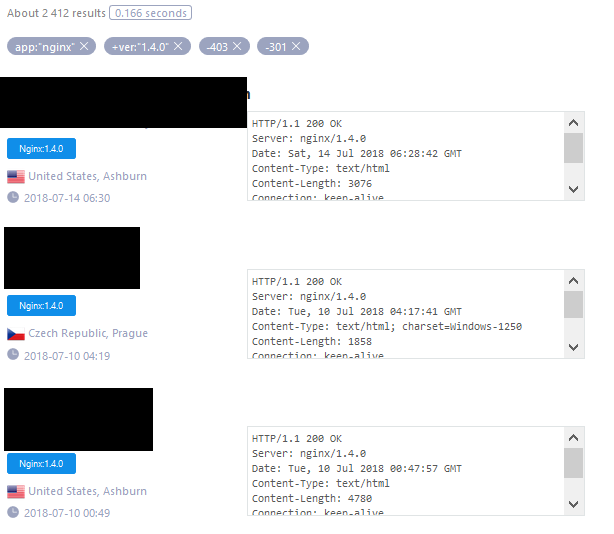 About 2 412 results 0.166 seconds
app:"nginx" +ver:"1.4.0" -403 -301
HTTP/1.1 200 OK
Server: nginx/1.4.0
Date: Sat, 14 Jul 2018 06:28:42 GMT
Content-Type: text/html
Content-Length: 3076
Connection: keep-alive
Nginx:1.4.0
United States, Ashburn
2018-07-14 06:30
HTTP/1.1 200 OK
Server: nginx/1.4.0
Date: Tue, 10 Jul 2018 04:17:41 GMT
Content-Type: text/html; charset=Windows-1250
Content-Length: 1858
Connection: keep-alive
Nginx:1.4.0
Czech Republic, Prague
2018-07-10 04:19
HTTP/1.1 200 OK
Server: nginx/1.4.0
Date: Tue, 10 Jul 2018 00:47:57 GMT
Content-Type: text/html
Content-Length: 4780
Connection: keep-alive
Nginx:1.4.0
United States, Ashburn
2018-07-10 00:49